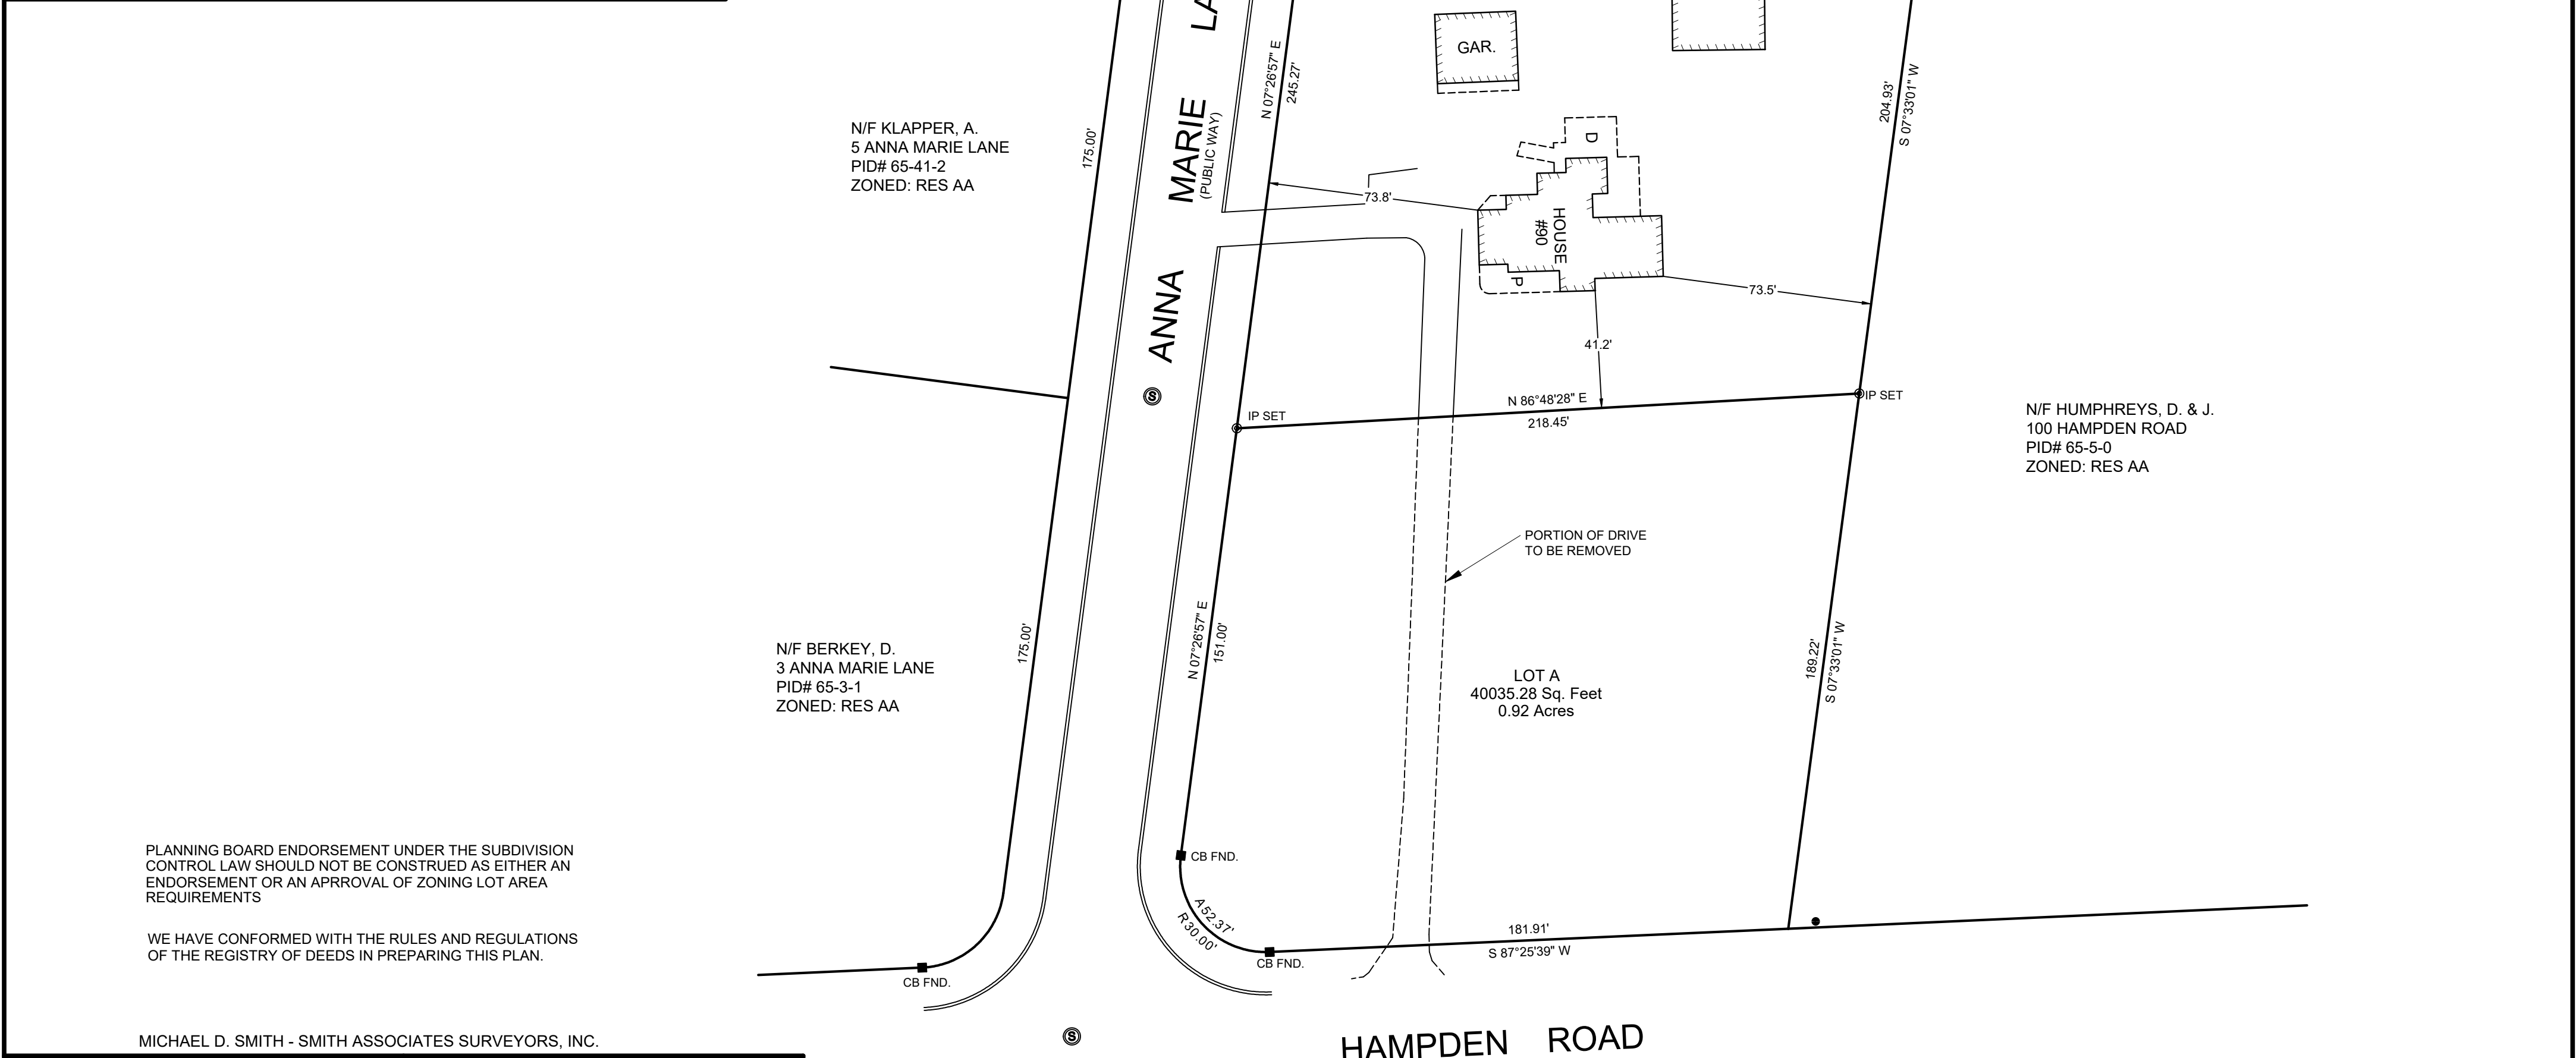 GAR.
N 07°26'57" E
245.27'
204.93'
S 07°33'01" W
N/F KLAPPER, A.
5 ANNA MARIE LANE
PID# 65-41-2
ZONED: RES AA
175.00'
ANNA MARIE LA
(PUBLIC WAY)
D
73.8'
HOUSE
#90
P
73.5'
41.2'
S
IP SET
N 86°48'28" E
218.45'
IP SET
N/F HUMPHREYS, D. & J.
100 HAMPDEN ROAD
PID# 65-5-0
ZONED: RES AA
PORTION OF DRIVE
TO BE REMOVED
N/F BERKEY, D.
3 ANNA MARIE LANE
PID# 65-3-1
ZONED: RES AA
175.00'
N 07°26'57" E
151.00'
LOT A
40035.28 Sq. Feet
0.92 Acres
189.22'
S 07°33'01" W
PLANNING BOARD ENDORSEMENT UNDER THE SUBDIVISION
CONTROL LAW SHOULD NOT BE CONSTRUED AS EITHER AN
ENDORSEMENT OR AN APRROVAL OF ZONING LOT AREA
REQUIREMENTS
WE HAVE CONFORMED WITH THE RULES AND REGULATIONS
OF THE REGISTRY OF DEEDS IN PREPARING THIS PLAN.
CB FND.
A52.37'
R30.00'
CB FND.
CB FND.
181.91'
S 87°25'39" W
MICHAEL D. SMITH - SMITH ASSOCIATES SURVEYORS, INC.
S
HAMPDEN ROAD